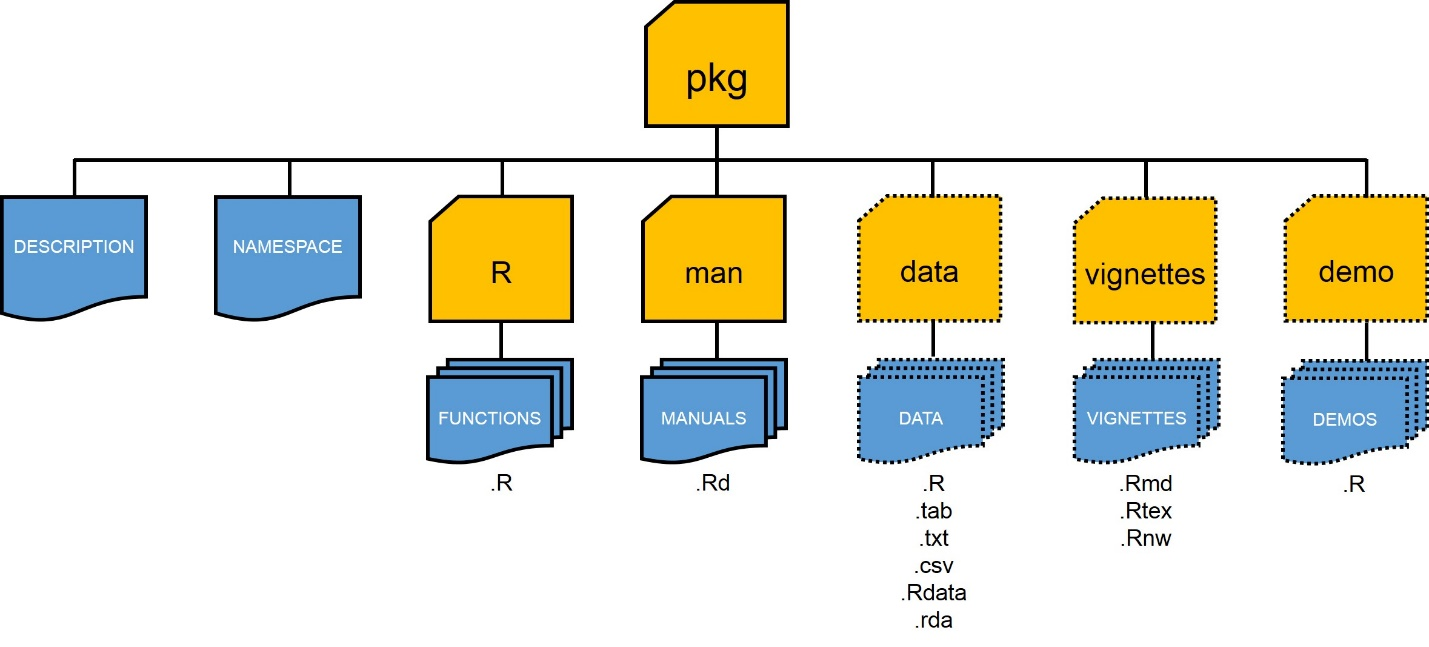 pkg
DESCRIPTION
NAMESPACE
R
man
data
vignettes
demo
FUNCTIONS
MANUALS
DATA
VIGNETTES
DEMOS
.R
.Rd
.R
.tab
.txt
.csv
.Rdata
.rda
.Rmd
.Rtex
.Rnw
.R